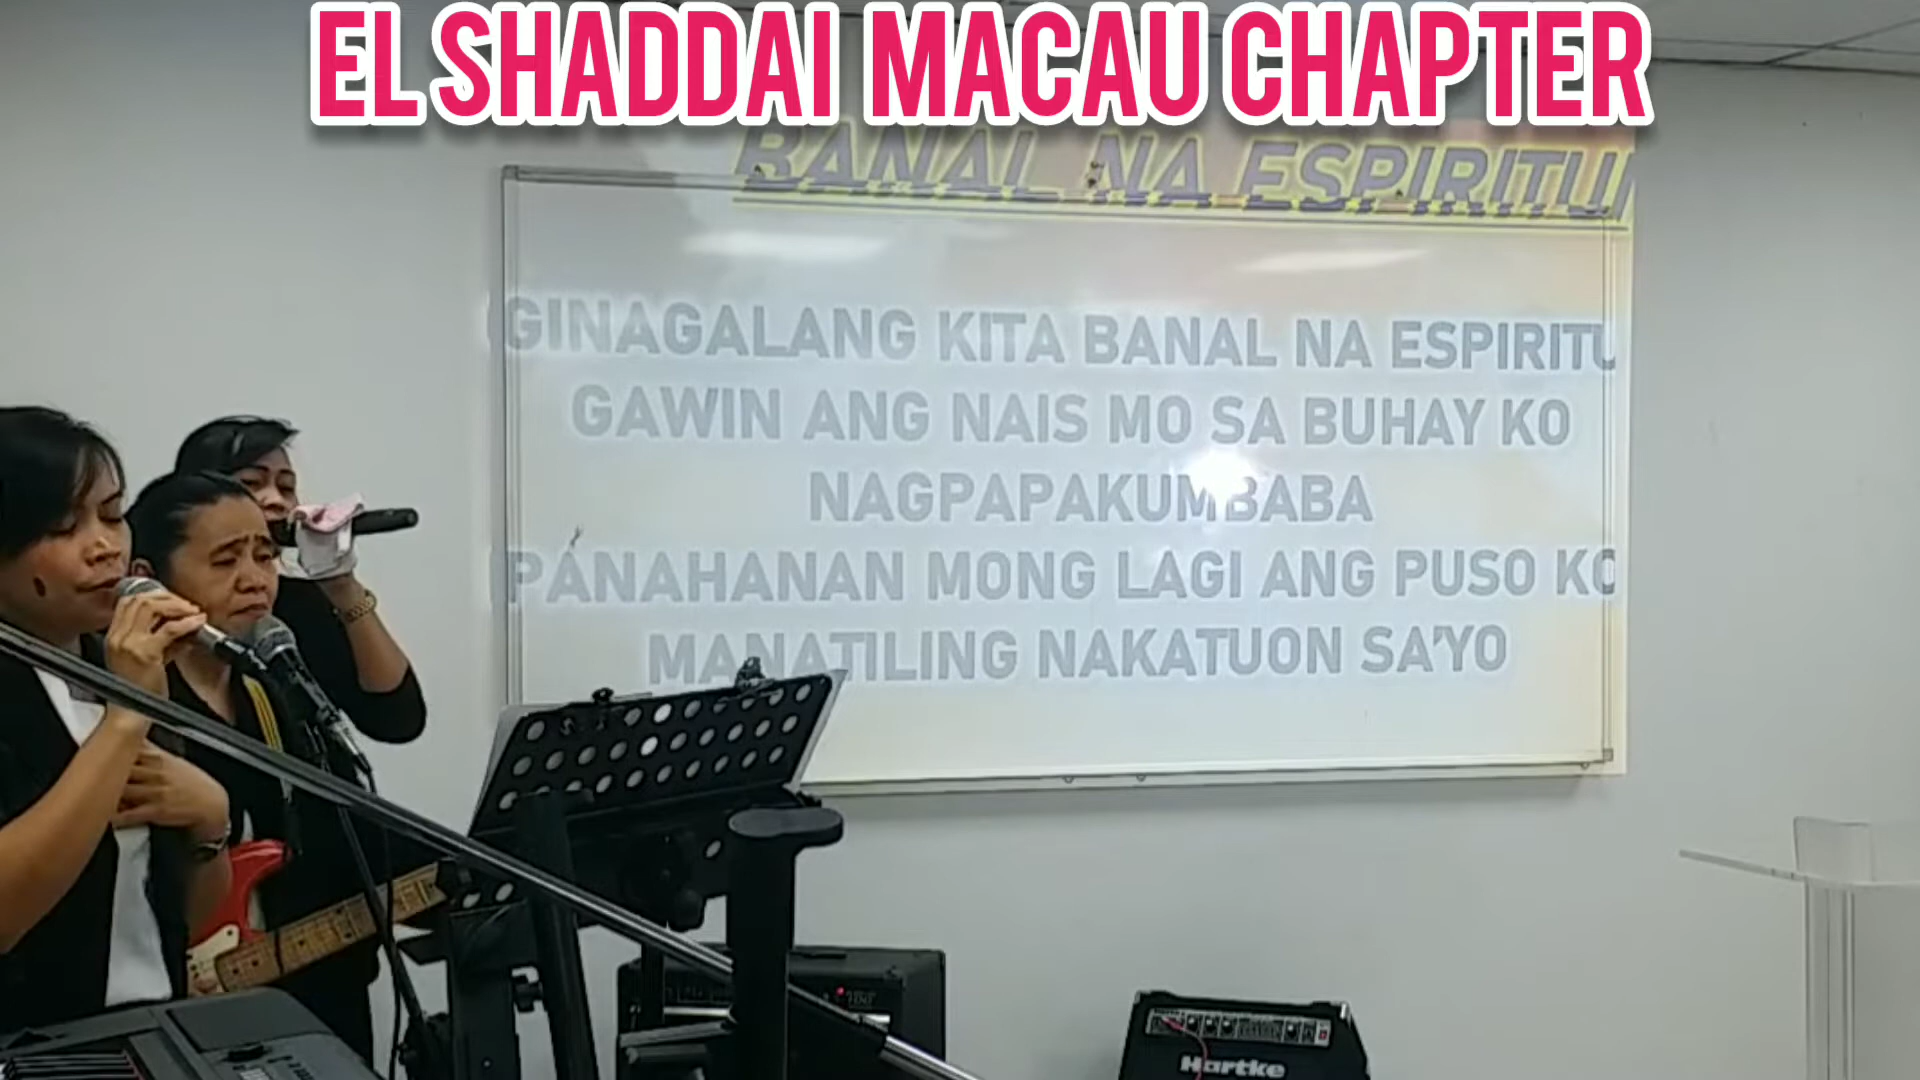 EL SHADDAI MACAU CHAPTER
BANAL NA ESPIRITU
GINAGALANG KITA BANAL NA ESPIRITU
GAWIN ANG NAIS MO SA BUHAY KO
NAGPAPAKUMBABA
PANAHANAN MONG LAGI ANG PUSO KO
MANATILING NAKATUON SA'YO
Hartke